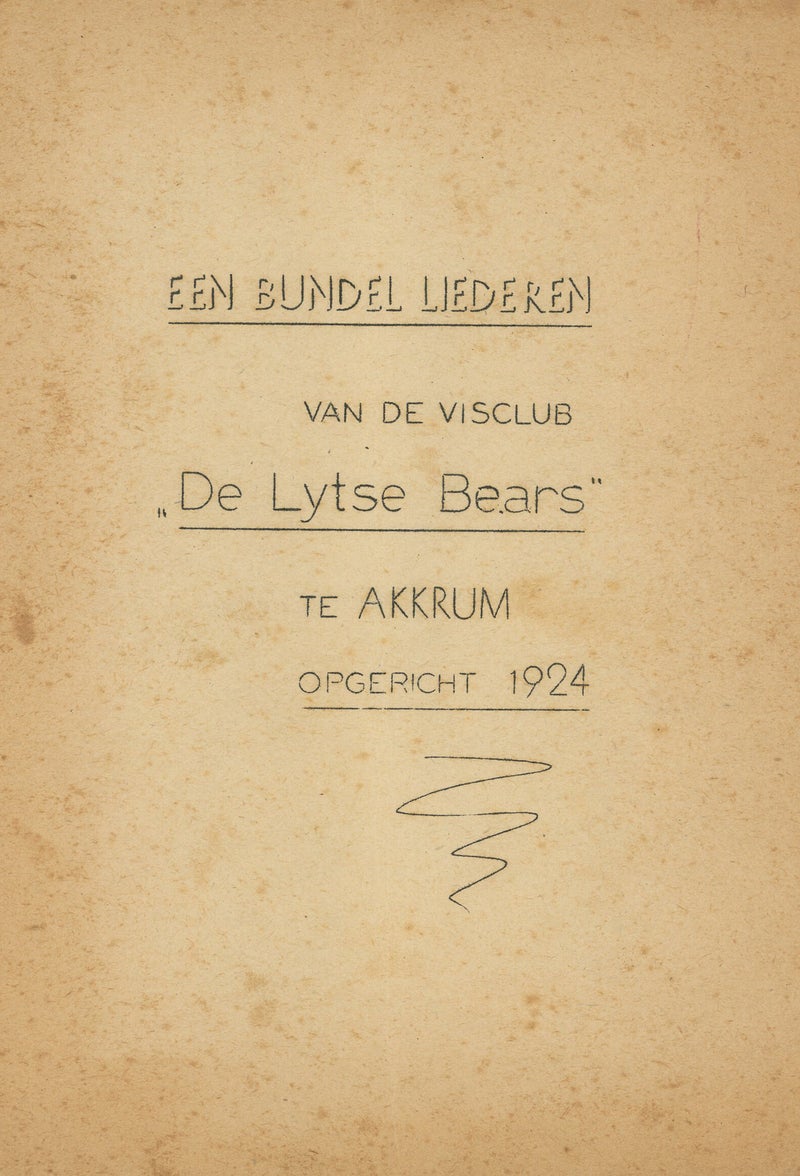 EEN BUNDEL LIEDEREN
VAN DE VISCLUB
„De Lytse Bears"
TE AKKRUM
OPGERICHT 1924